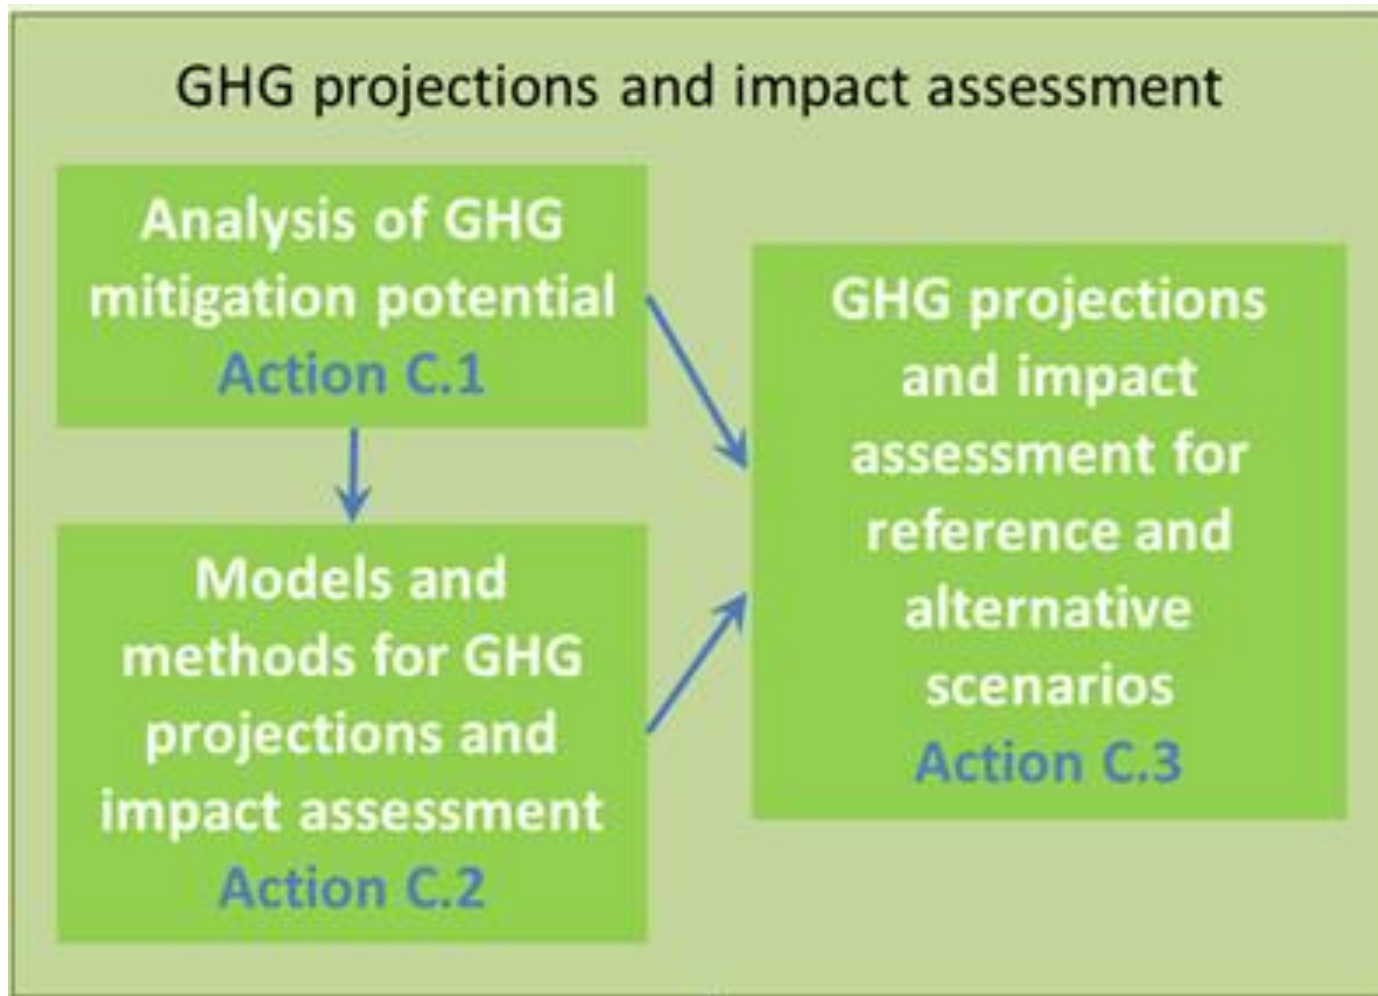 GHG projections and impact assessment
Analysis of GHG
mitigation potential
Action C.1
Models and
methods for GHG
projections and
impact assessment
Action C.2
GHG projections
and impact
assessment for
reference and
alternative
scenarios
Action C.3